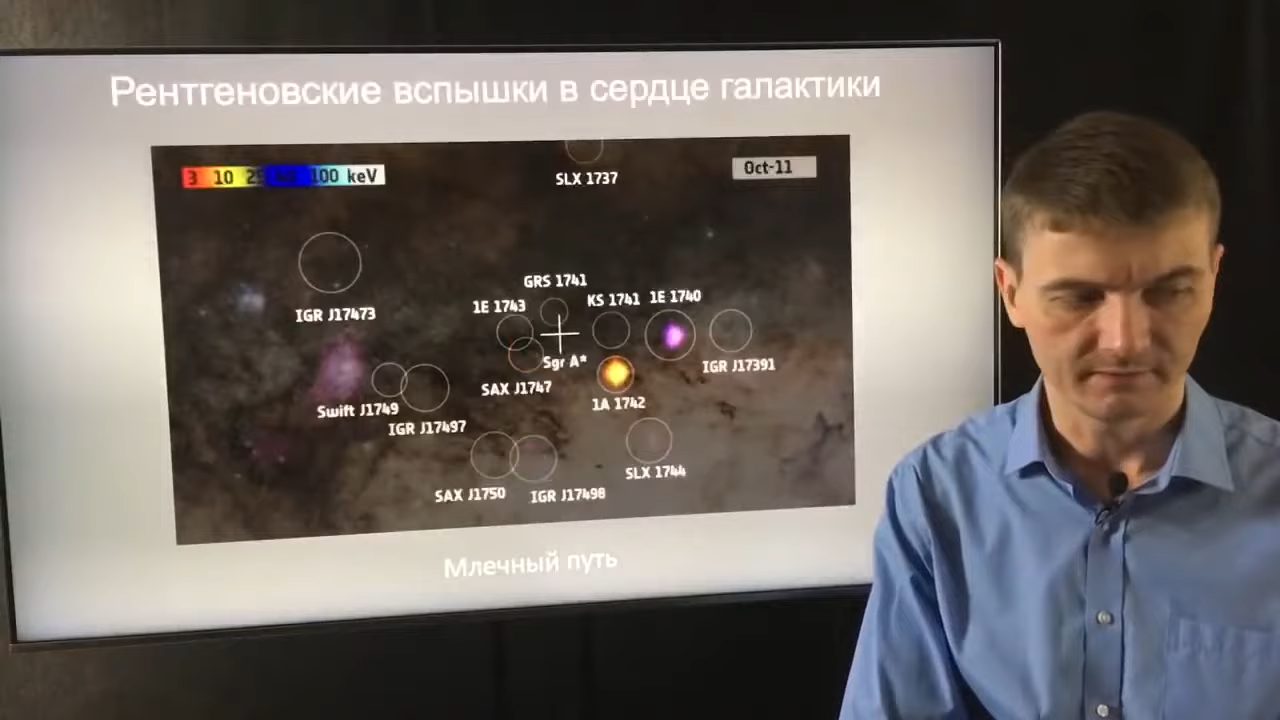 Рентгеновские вспышки в сердце галактики
3 10 25 100 keV
Oct-11
SLX 1737
GRS 1741
1E 1743
KS 1741
1E 1740
IGR J17473
Sgr A*
IGR J17391
SAX J1747
1A 1742
Swift J1749
IGR J17497
SLX 1744
SAX J1750
IGR J17498
Млечный путь